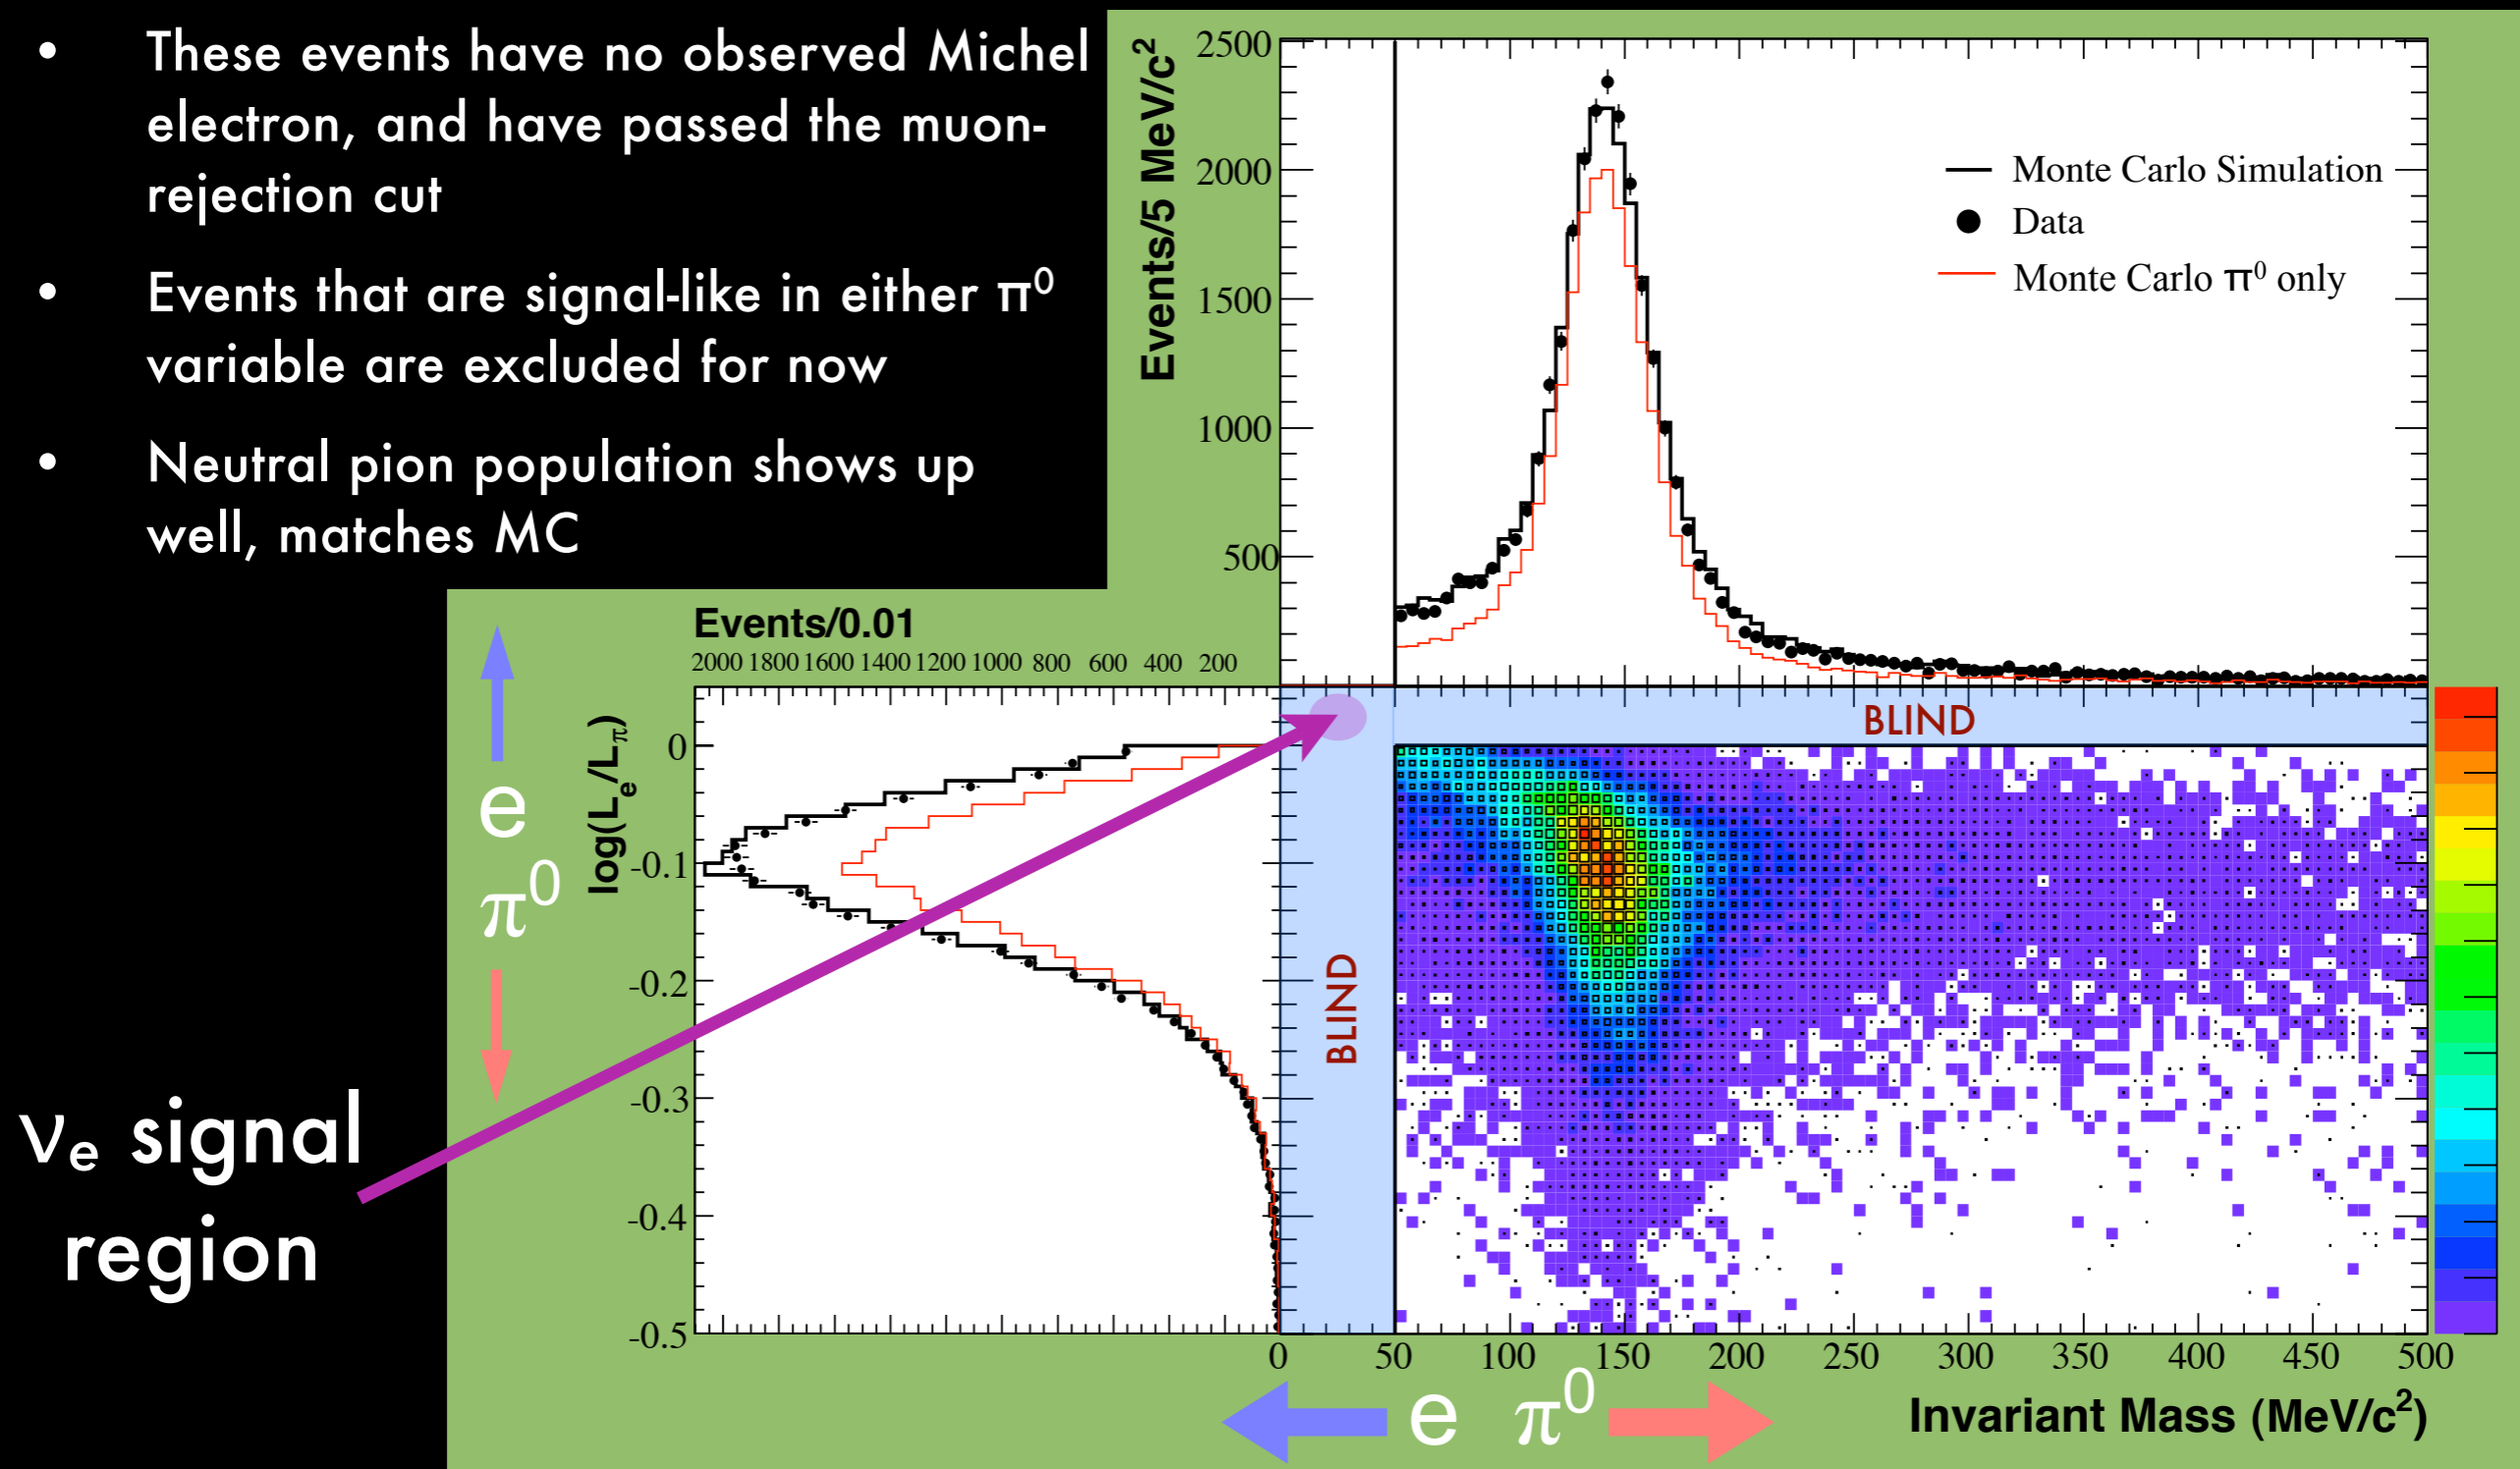 • These events have no observed Michel
electron, and have passed the muon-
rejection cut
• Events that are signal-like in either π⁰
variable are excluded for now
• Neutral pion population shows up
well, matches MC
Events/5 MeV/c²
2500
2000
1500
1000
500
Monte Carlo Simulation
Data
Monte Carlo π⁰ only
Events/0.01
2000 1800 1600 1400 1200 1000 800 600 400 200
log(Lₑ/Lπ)
0
-0.1
-0.2
-0.3
-0.4
-0.5
e
π⁰
BLIND
BLIND
νₑ signal
region
0 50 100 150 200 250 300 350 400 450 500
e π⁰
Invariant Mass (MeV/c²)